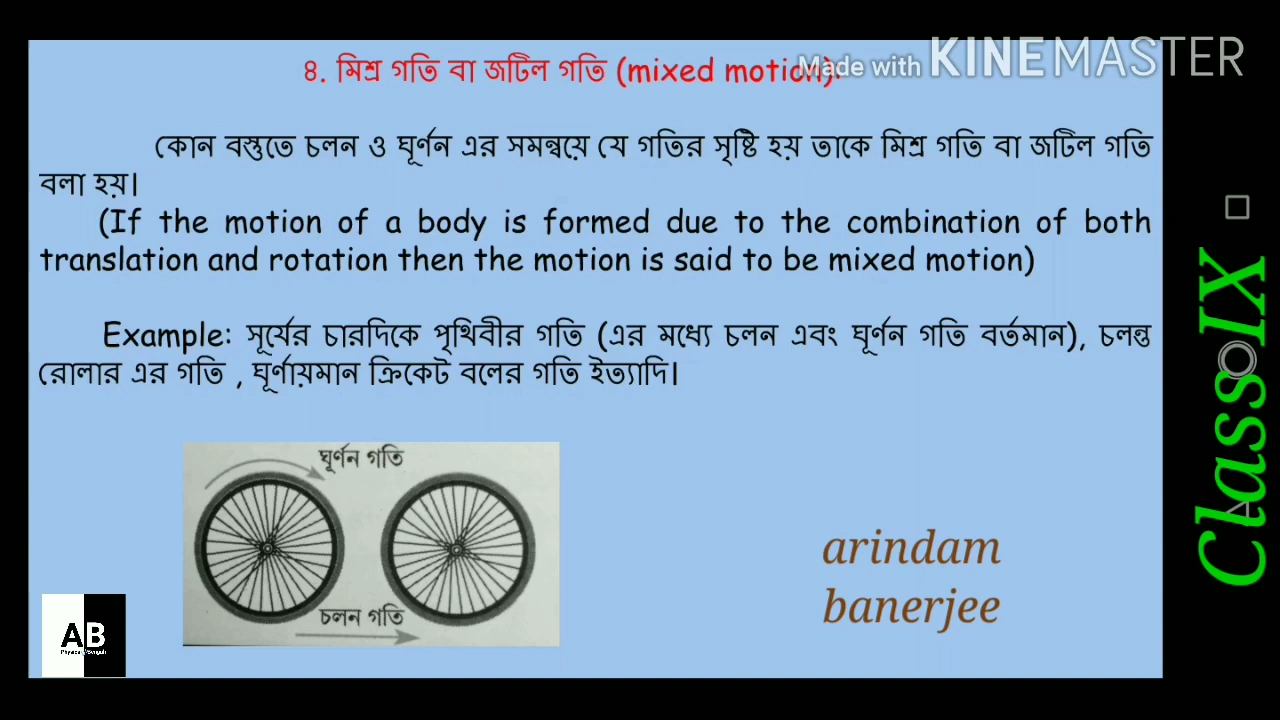 Made with KINEMASTER
৪. মিশ্র গতি বা জটিল গতি (mixed motion):
কোন বস্তুতে চলন ও ঘূর্ণন এর সমন্বয়ে যে গতির সৃষ্টি হয় তাকে মিশ্র গতি বা জটিল গতি
বলা হয়।
(If the motion of a body is formed due to the combination of both
translation and rotation then the motion is said to be mixed motion)
Example: সূর্যের চারদিকে পৃথিবীর গতি (এর মধ্যে চলন এবং ঘূর্ণন গতি বর্তমান), চলন্ত
রোলার এর গতি , ঘূর্ণায়মান ক্রিকেট বলের গতি ইত্যাদি।
ঘূর্ণন গতি
চলন গতি
arindam
banerjee
AB
Class IX